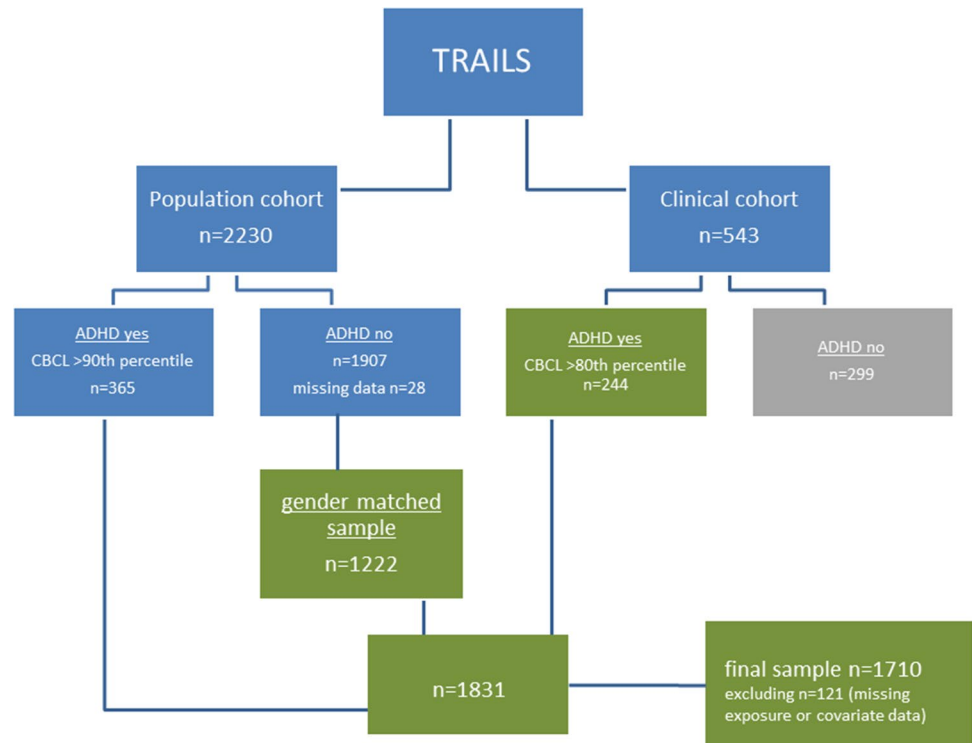 TRAILS
Population cohort
n=2230
Clinical cohort
n=543
ADHD yes
CBCL >90th percentile
n=365
ADHD no
n=1907
missing data n=28
ADHD yes
CBCL >80th percentile
n=244
ADHD no
n=299
gender matched
sample
n=1222
n=1831
final sample n=1710
excluding n=121 (missing
exposure or covariate data)